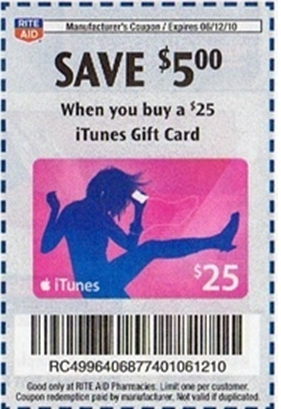 RITE AID
Manufacturer's Coupon / Expires 06/12/10
SAVE $5.00
When you buy a $25
iTunes Gift Card
iTunes
$25
RC4996406877401061210
Good only at RITE AID Pharmacies. Limit one per customer.
Coupon redemption paid by manufacturer. Not valid if duplicated.